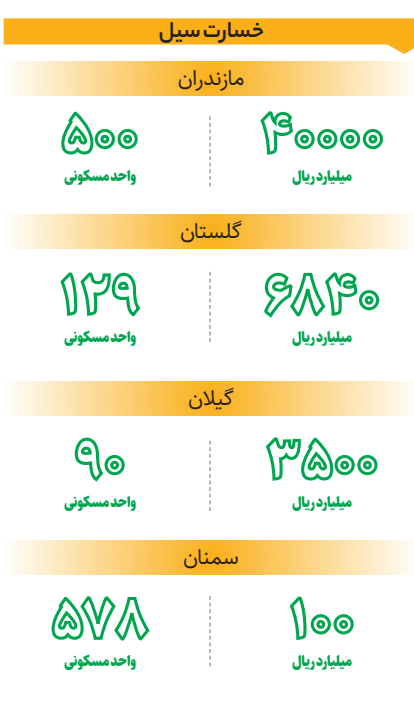 خسارت سیل
مازندران
۴۰۰۰۰ ۵۰۰
میلیارد ریال واحد مسکونی
گلستان
۶۸۴۰ ۱۲۹
میلیارد ریال واحد مسکونی
گیلان
۳۵۰۰ ۹۰
میلیارد ریال واحد مسکونی
سمنان
۱۰۰ ۵۷۸
میلیارد ریال واحد مسکونی